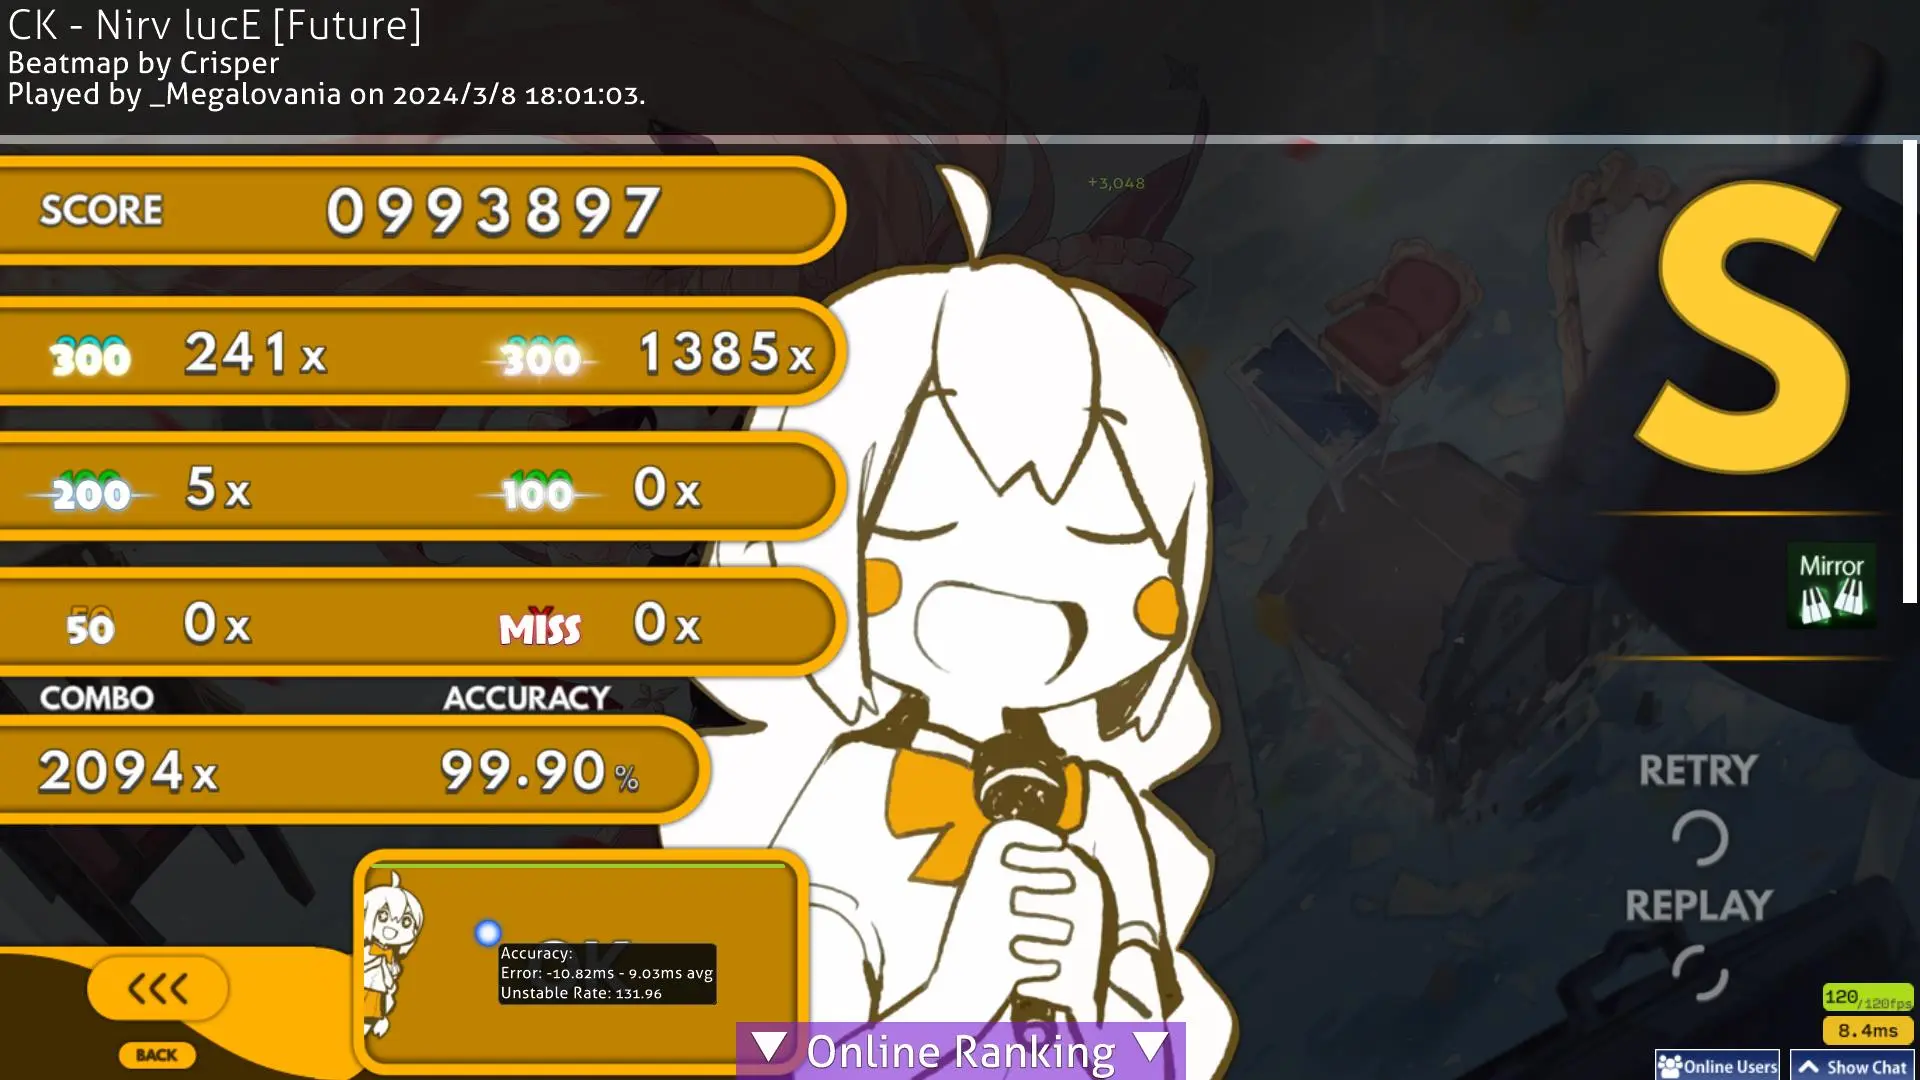 CK - Nirv lucE [Future]
Beatmap by Crisper
Played by _Megalovania on 2024/3/8 18:01:03.
+3,048
SCORE 0993897
300 241x 300 1385x
200 5x 100 0x
50 0x MISS 0x
COMBO ACCURACY
2094x 99.90%
S
Mirror
RETRY
REPLAY
OK
Accuracy:
Error: -10.82ms - 9.03ms avg
Unstable Rate: 131.96
<<<
BACK
▼ Online Ranking ▼
120/120fps
8.4ms
Online Users
Show Chat